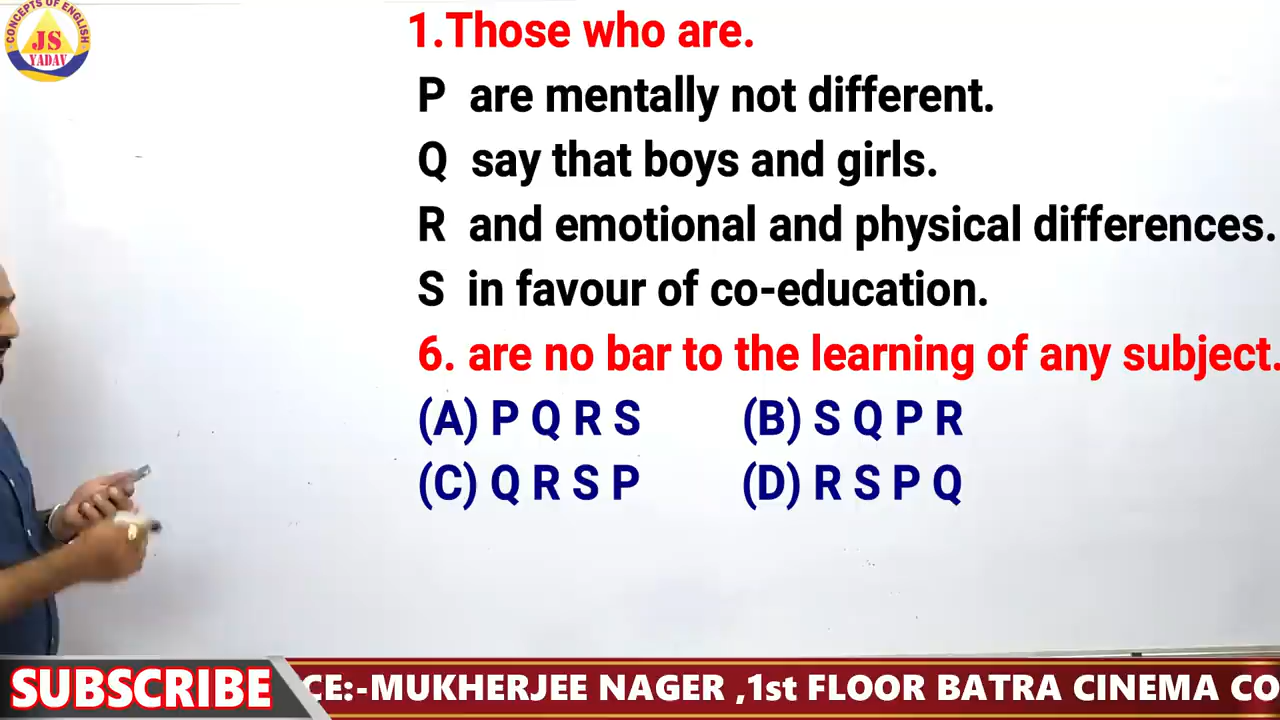 CONCEPTS OF ENGLISH
JS
YADAV
1.Those who are.
P are mentally not different.
Q say that boys and girls.
R and emotional and physical differences.
S in favour of co-education.
6. are no bar to the learning of any subject.
(A) P Q R S (B) S Q P R
(C) Q R S P (D) R S P Q
SUBSCRIBE CE:-MUKHERJEE NAGER ,1st FLOOR BATRA CINEMA CO